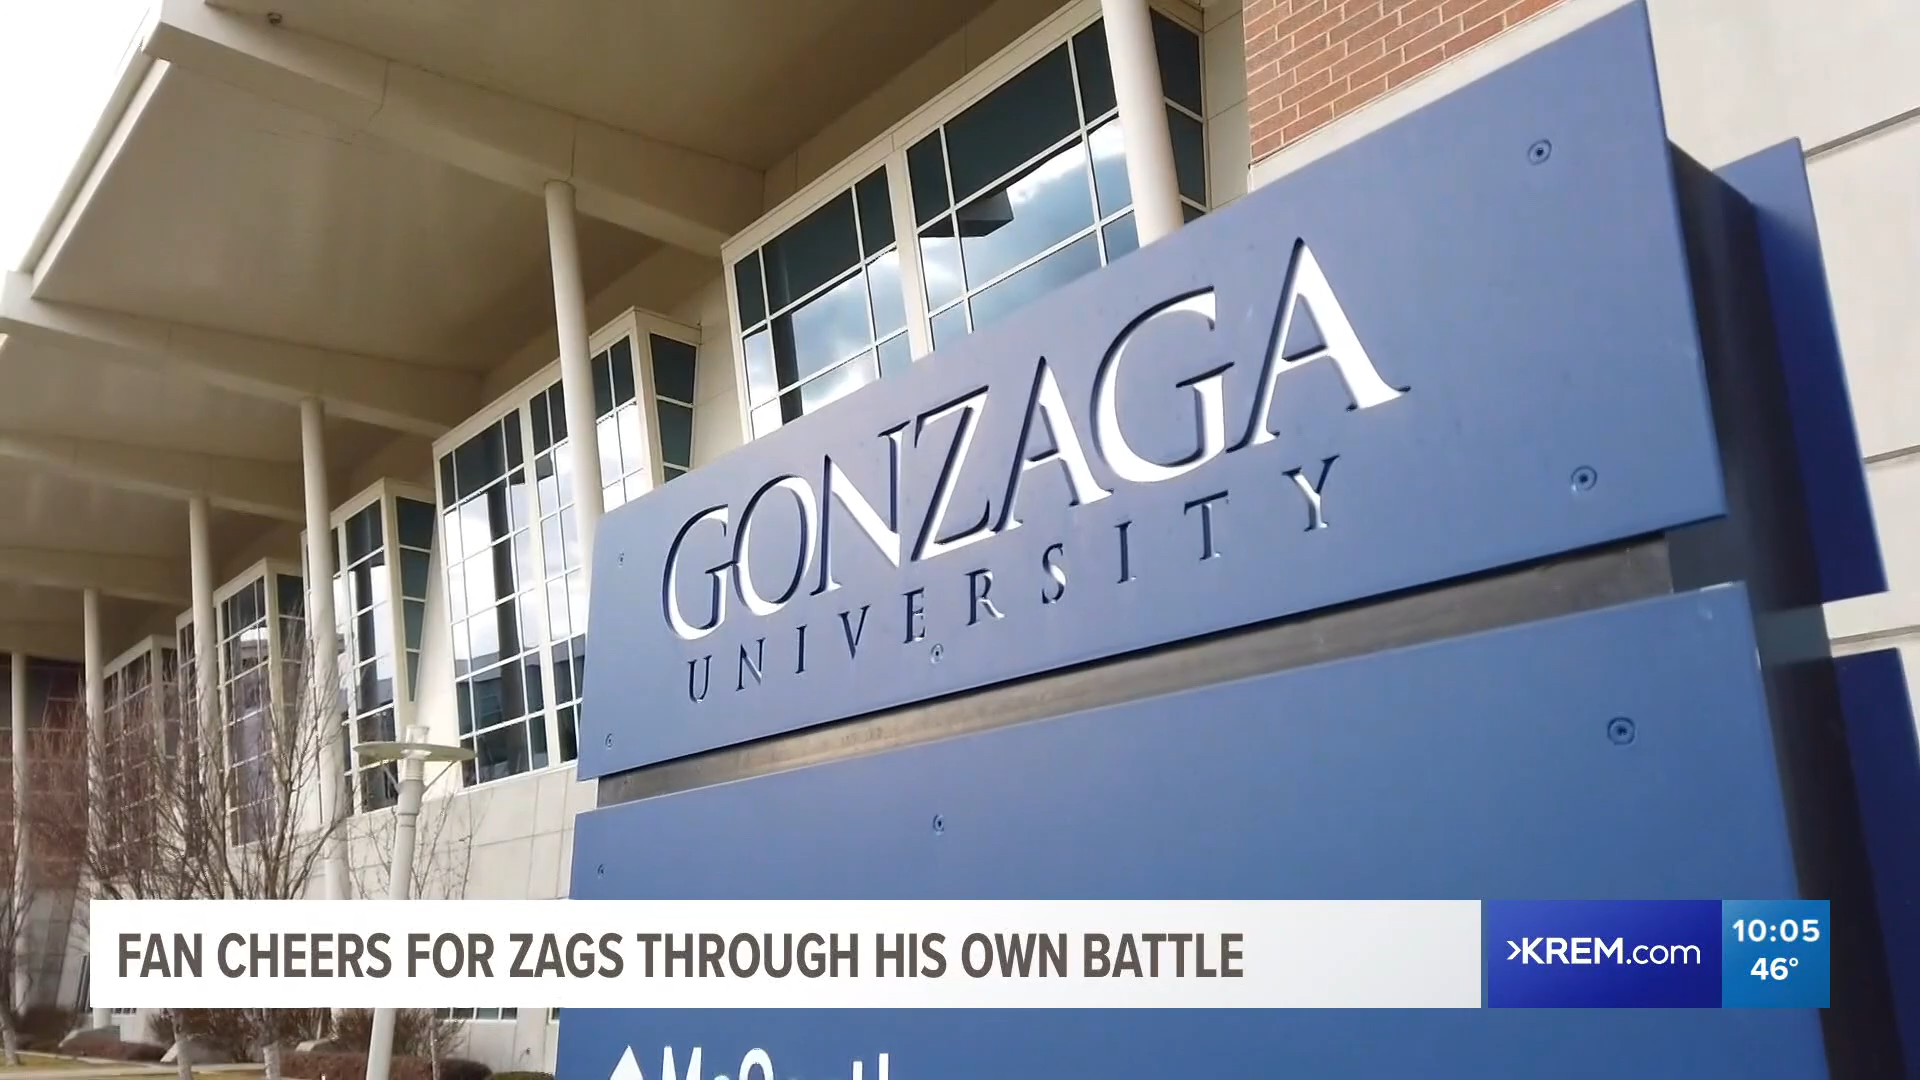 GONZAGA
UNIVERSITY
FAN CHEERS FOR ZAGS THROUGH HIS OWN BATTLE
KREM.com
10:05
46°